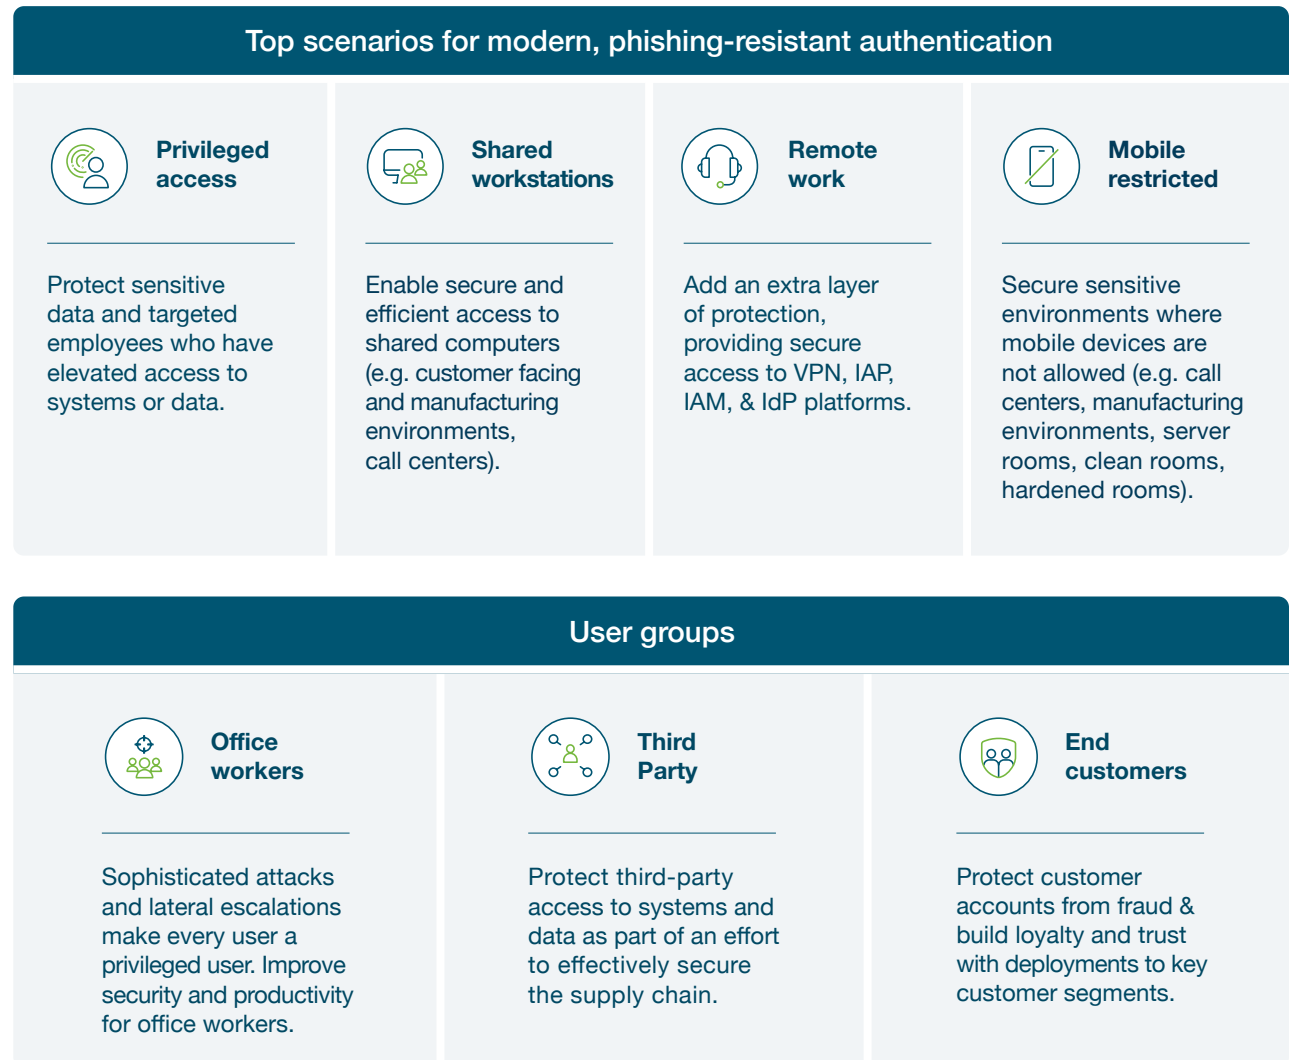 Top scenarios for modern, phishing-resistant authentication
Privileged
access
Protect sensitive
data and targeted
employees who have
elevated access to
systems or data.
Shared
workstations
Enable secure and
efficient access to
shared computers
(e.g. customer facing
and manufacturing
environments,
call centers).
Remote
work
Add an extra layer
of protection,
providing secure
access to VPN, IAP,
IAM, & IdP platforms.
Mobile
restricted
Secure sensitive
environments where
mobile devices are
not allowed (e.g. call
centers, manufacturing
environments, server
rooms, clean rooms,
hardened rooms).
User groups
Office
workers
Sophisticated attacks
and lateral escalations
make every user a
privileged user. Improve
security and productivity
for office workers.
Third
Party
Protect third-party
access to systems and
data as part of an effort
to effectively secure
the supply chain.
End
customers
Protect customer
accounts from fraud &
build loyalty and trust
with deployments to key
customer segments.